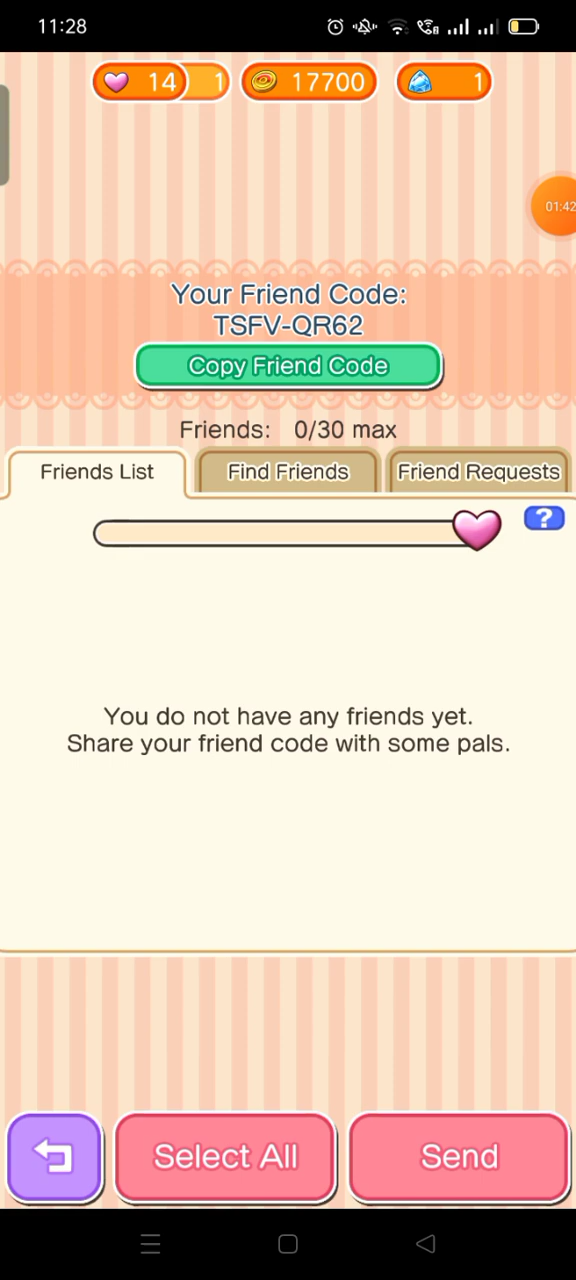 11:28
14 1 17700 1
01:42
Your Friend Code:
TSFV-QR62
Copy Friend Code
Friends: 0/30 max
Friends List Find Friends Friend Requests
?
You do not have any friends yet.
Share your friend code with some pals.
Select All Send